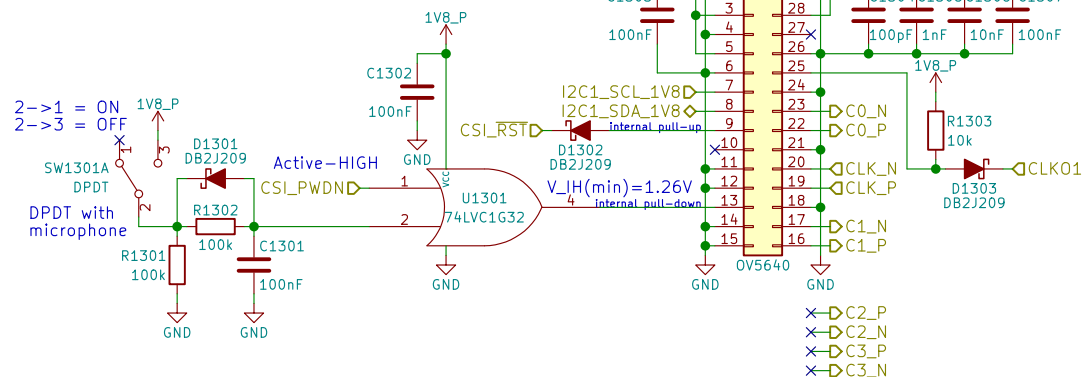 1V8_P
C1302
100nF
GND
2->1 = ON
2->3 = OFF
1V8_P
1
3
SW1301A
DPDT
2
DPDT with
microphone
D1301
DB2J209
R1302
100k
R1301
100k
GND
C1301
100nF
GND
Active-HIGH
CSI_PWDN
1
2
VCC
U1301
74LVC1G32
4
GND
V_IH(min)=1.26V
internal pull-down
I2C1_SCL_1V8
I2C1_SDA_1V8
CSI_RST
internal pull-up
D1302
DB2J209
100nF
3
4
5
6
7
8
9
10
11
12
13
14
15
28
27
26
25
24
23
22
21
20
19
18
17
16
OV5640
GND
GND
100pF
1nF
10nF
100nF
1V8_P
R1303
10k
C0_N
C0_P
CLK_N
CLK_P
C1_N
C1_P
D1303
DB2J209
CLKO1
C2_P
C2_N
C3_P
C3_N